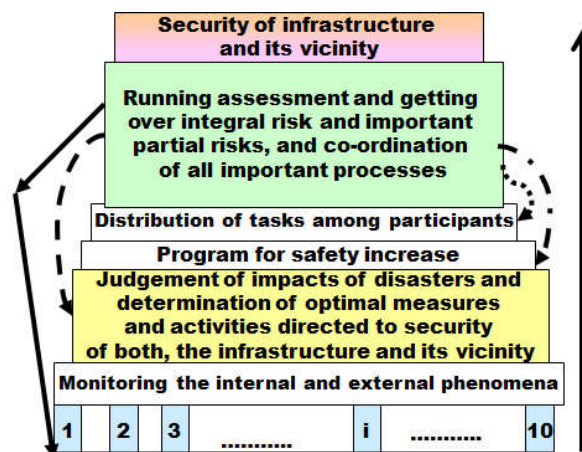 Security of infrastructure
and its vicinity
Running assessment and getting
over integral risk and important
partial risks, and co-ordination
of all important processes
Distribution of tasks among participants
Program for safety increase
Judgement of impacts of disasters and
determination of optimal measures
and activities directed to security
of both, the infrastructure and its vicinity
Monitoring the internal and external phenomena
1 2 3 ........... i ........... 10